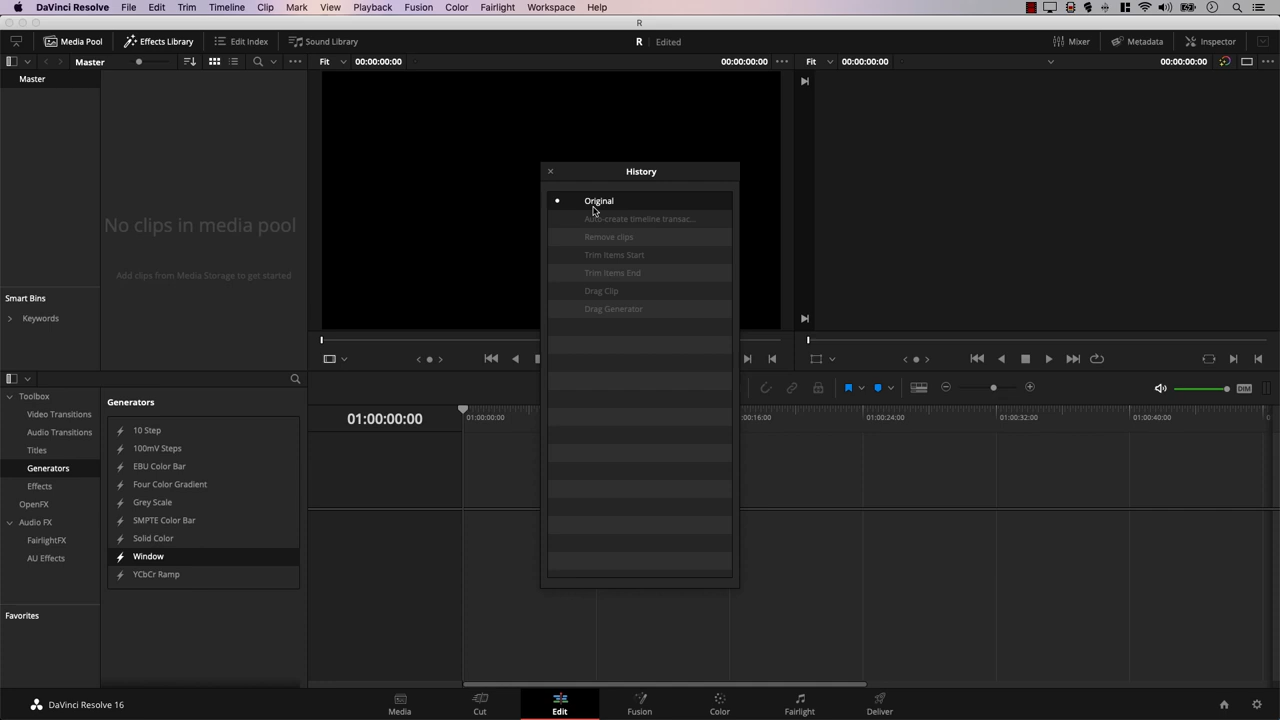 DaVinci Resolve File Edit Trim Timeline Clip Mark View Playback Fusion Color Fairlight Workspace Help
R
Media Pool Effects Library Edit Index Sound Library R Edited Mixer Metadata Inspector
Master Fit 00:00:00:00 00:00:00:00 Fit 00:00:00:00 00:00:00:00
Master
History
Original
Auto-create timeline transac...
Remove clips
Trim Items Start
Trim Items End
Drag Clip
Drag Generator
No clips in media pool
Add clips from Media Storage to get started
Smart Bins
Keywords
DIM
Toolbox
Video Transitions
Audio Transitions
Titles
Generators
Effects
OpenFX
Audio FX
FairlightFX
AU Effects
Favorites
Generators
10 Step
100mV Steps
EBU Color Bar
Four Color Gradient
Grey Scale
SMPTE Color Bar
Solid Color
Window
YCbCr Ramp
01:00:00:00 01:00:00:00 :00:16:00 01:00:24:00 01:00:32:00 01:00:40:00
DaVinci Resolve 16 Media Cut Edit Fusion Color Fairlight Deliver